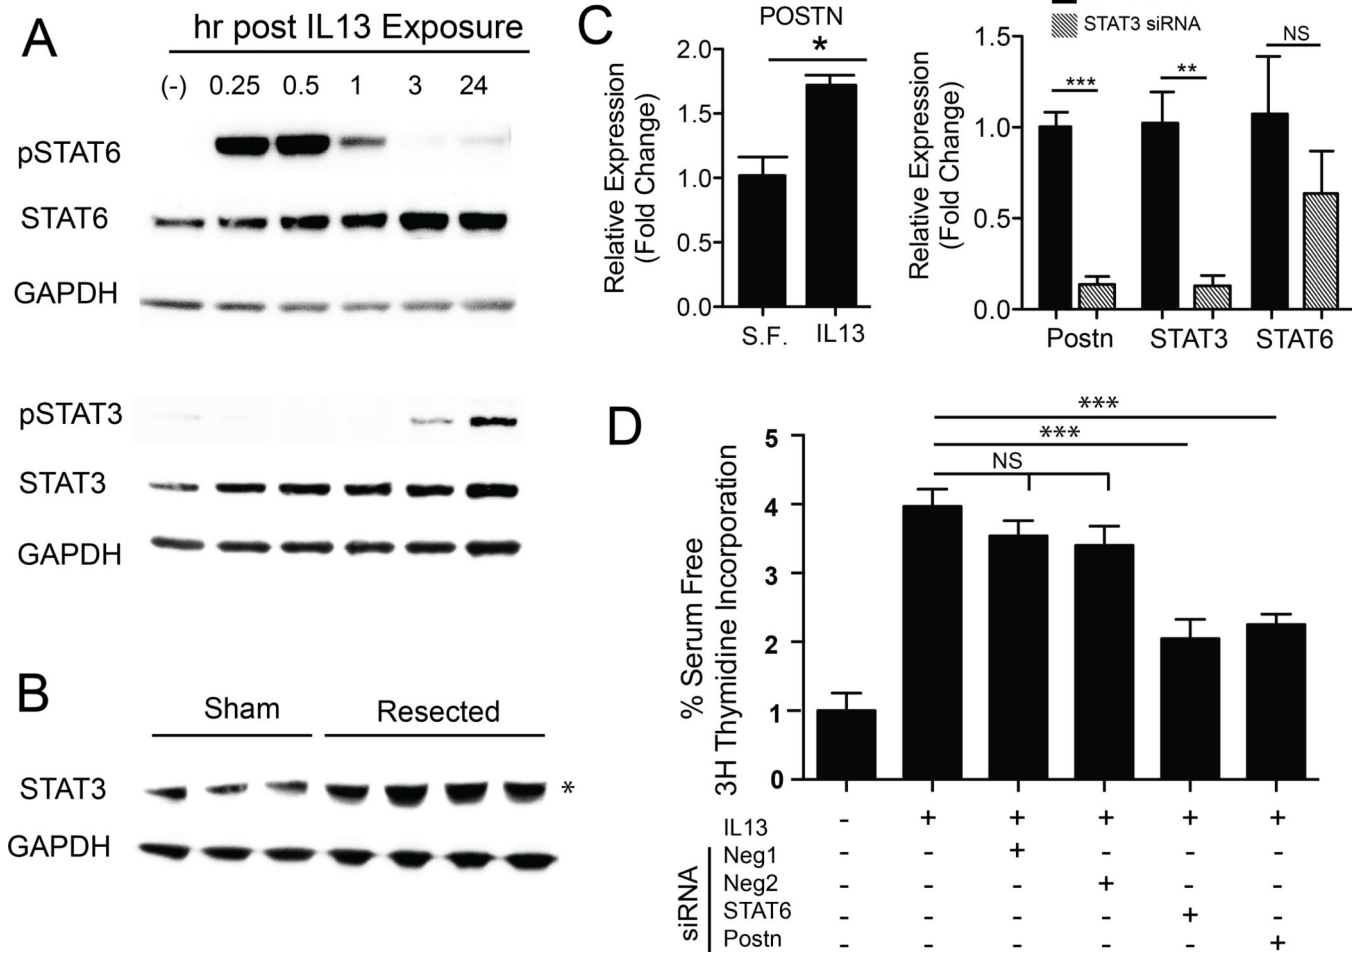 A
hr post IL13 Exposure
(-) 0.25 0.5 1 3 24
pSTAT6
STAT6
GAPDH
pSTAT3
STAT3
GAPDH
B
Sham Resected
STAT3 *
GAPDH
C
POSTN
*
Relative Expression
(Fold Change)
2.0
1.5
1.0
0.5
0.0
S.F. IL13
STAT3 siRNA
Relative Expression
(Fold Change)
1.5
1.0
0.5
0.0
*** ** NS
Postn STAT3 STAT6
D
% Serum Free
3H Thymidine Incorporation
5
4
3
2
1
0
***
***
NS
IL13 - + + + + +
siRNA
Neg1 - - + - - -
Neg2 - - - + - -
STAT6 - - - - + -
Postn - - - - - +